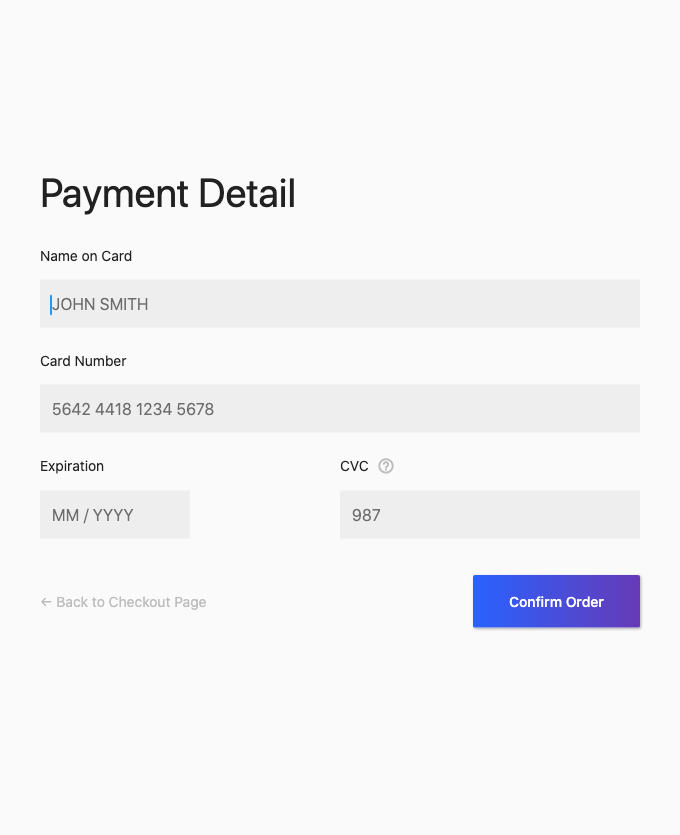 Payment Detail
Name on Card
JOHN SMITH
Card Number
5642 4418 1234 5678
Expiration
CVC ?
MM / YYYY
987
← Back to Checkout Page
Confirm Order